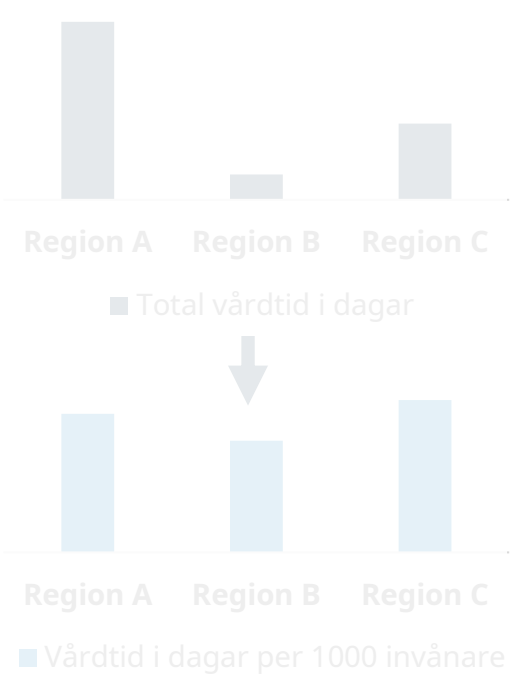 Region A Region B Region C
Total vårdtid i dagar
Region A Region B Region C
Vårdtid i dagar per 1000 invånare